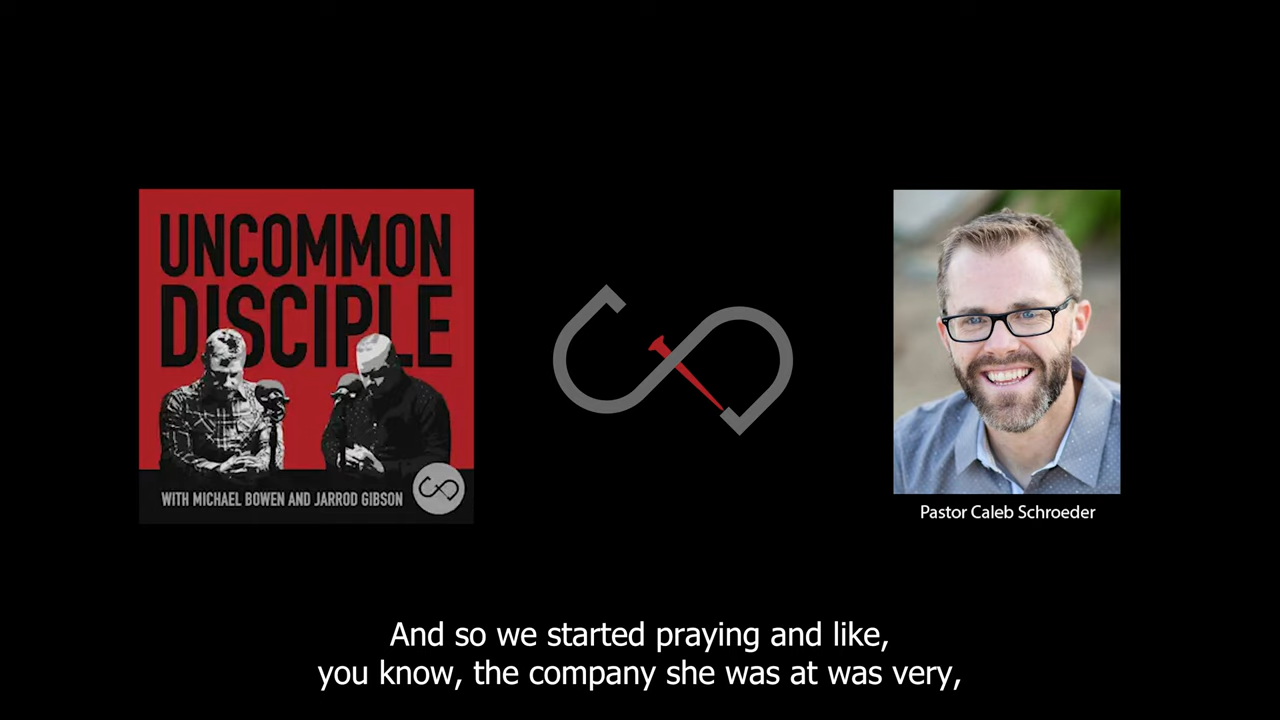 UNCOMMON
DISCIPLE
WITH MICHAEL BOWEN AND JARROD GIBSON
Pastor Caleb Schroeder
And so we started praying and like,
you know, the company she was at was very,